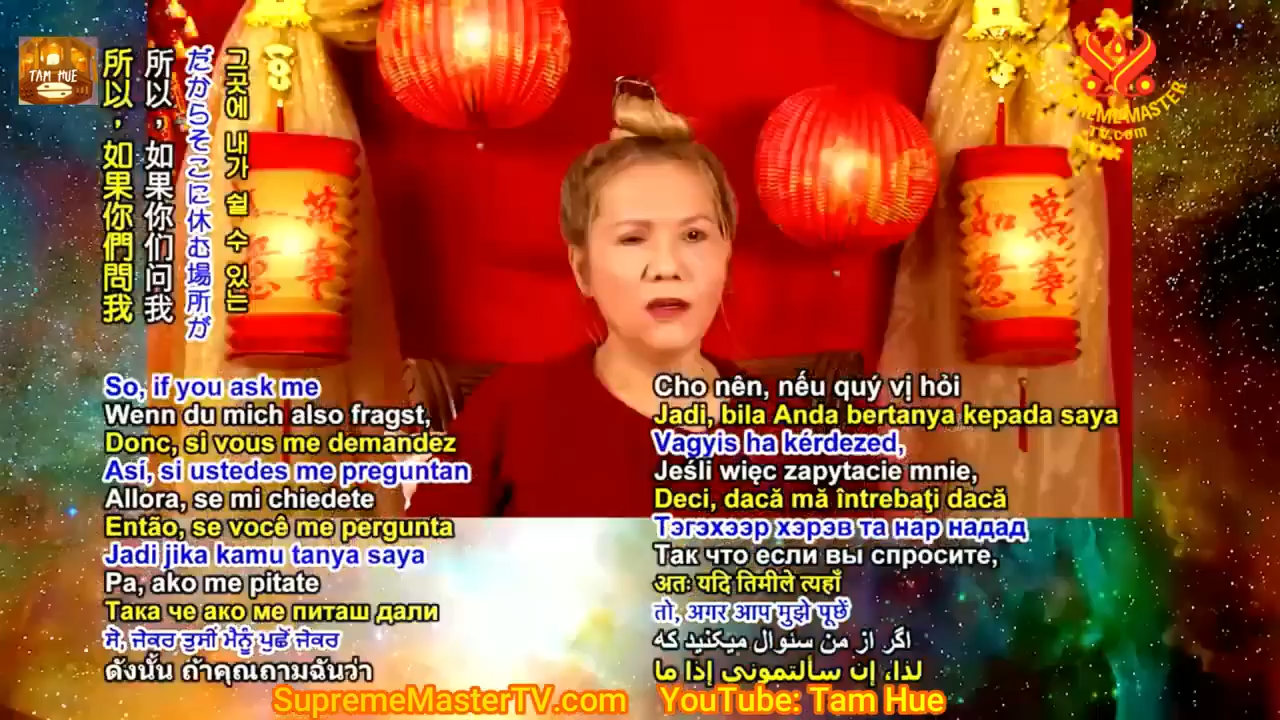 TAM HUE
所以，如果你們問我
所以，如果你们问我
だからそこに休む場所が
그곳에 내가 쉴 수 있는
萬事
如意
萬事
如意
SUPREME MASTER
TV.com
So, if you ask me
Wenn du mich also fragst,
Donc, si vous me demandez
Así, si ustedes me preguntan
Allora, se mi chiedete
Então, se você me pergunta
Jadi jika kamu tanya saya
Pa, ako me pitate
Така че ако ме питаш дали
ਸੋ, ਜੇਕਰ ਤੁਸੀਂ ਮੈਨੂੰ ਪੁਛੋਂ ਜੇਕਰ
ดังนั้น ถ้าคุณถามฉันว่า
Cho nên, nếu quý vị hỏi
Jadi, bila Anda bertanya kepada saya
Vagyis ha kérdezed,
Jeśli więc zapytacie mnie,
Deci, dacă mă întrebaţi dacă
Тэгэхээр хэрэв та нар надад
Так что если вы спросите,
अतः यदि तिमीले त्यहाँ
तो, अगर आप मुझे पूछें
اگر از من سئوال میکنید که
لذا، إن سألتموني إذا ما
SupremeMasterTV.com
YouTube: Tam Hue